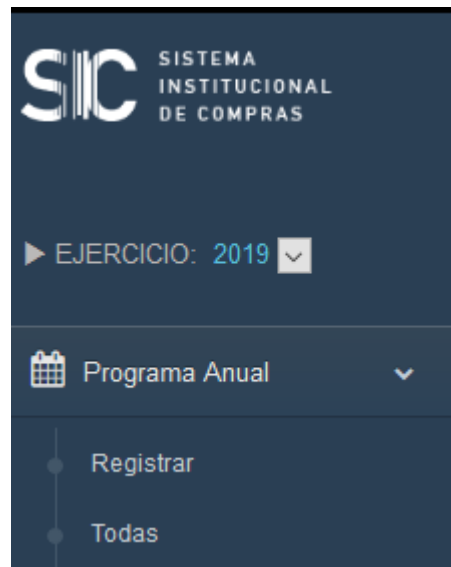 SIC
SISTEMA
INSTITUCIONAL
DE COMPRAS
EJERCICIO: 2019
Programa Anual
Registrar
Todas